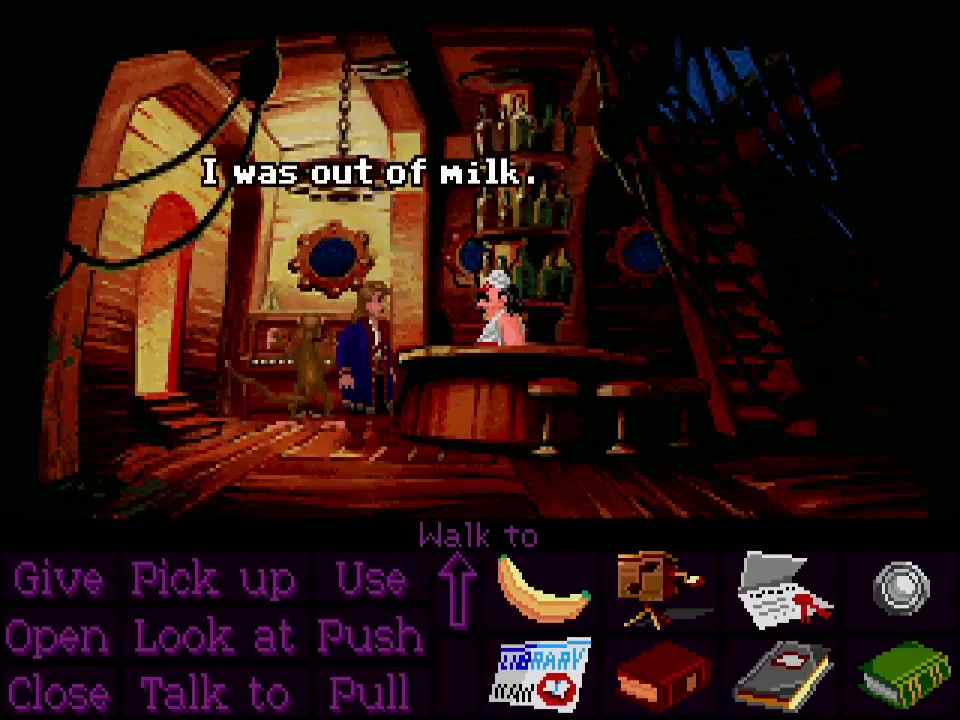 I was out of milk.
Walk to
Give Pick up Use
Open Look at Push
Close Talk to Pull
LIBRARY